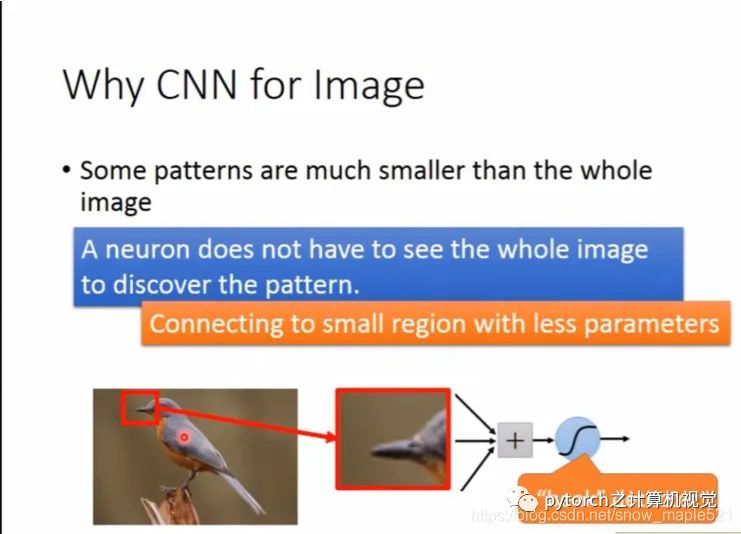 Why CNN for Image
• Some patterns are much smaller than the whole
image
A neuron does not have to see the whole image
to discover the pattern.
Connecting to small region with less parameters
+
pytorch之计算机视觉
https://blog.csdn.net/snow_maple521